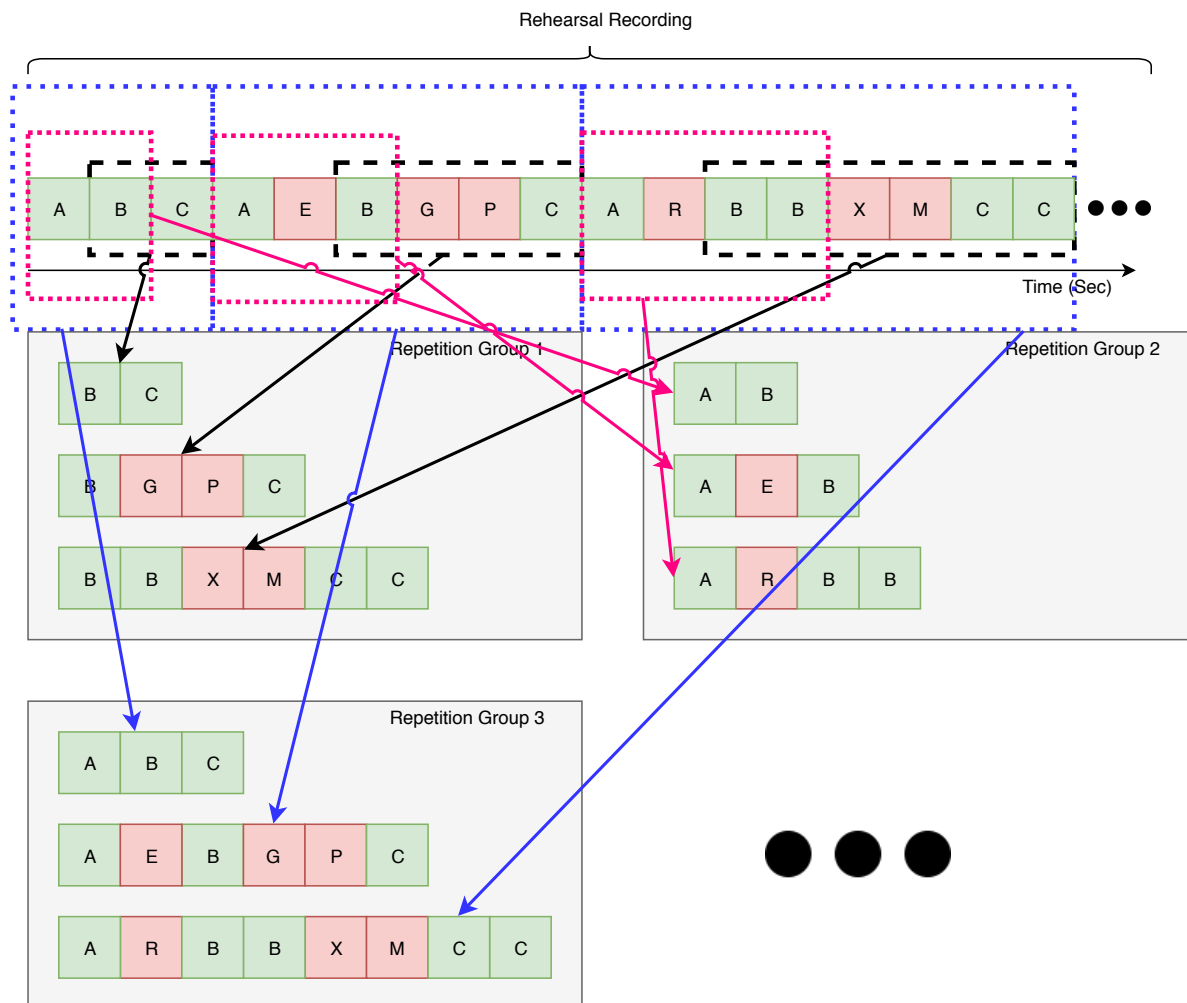 Rehearsal Recording
A B C A E B G P C A R B B X M C C
Time (Sec)
Repetition Group 1
B C
B G P C
B B X M C C
Repetition Group 2
A B
A E B
A R B B
Repetition Group 3
A B C
A E B G P C
A R B B X M C C